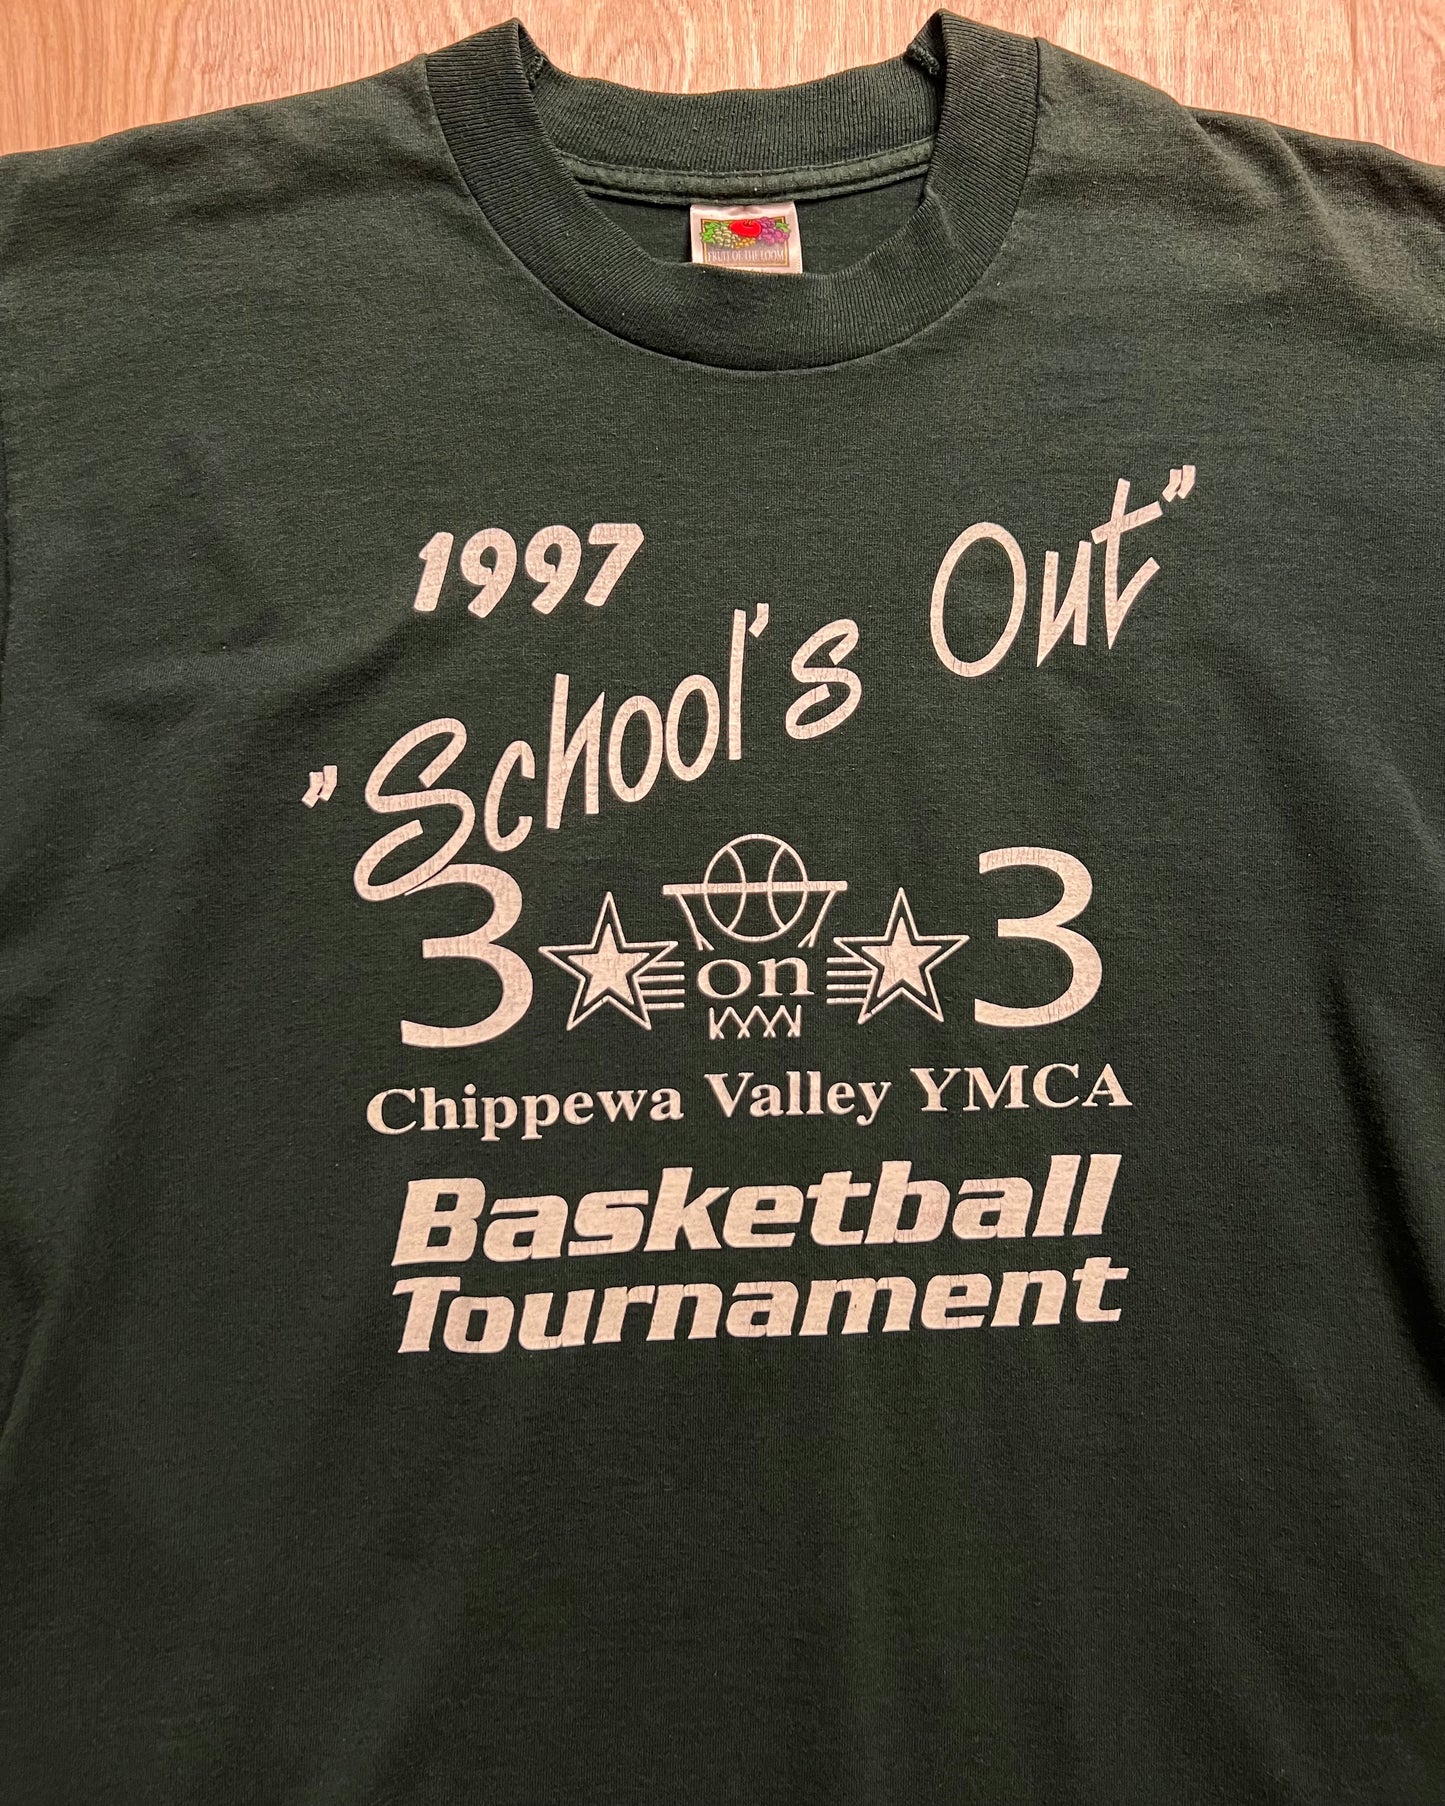 FRUIT OF THE LOOM
1997
"School's Out"
3 on 3
Chippewa Valley YMCA
Basketball
Tournament